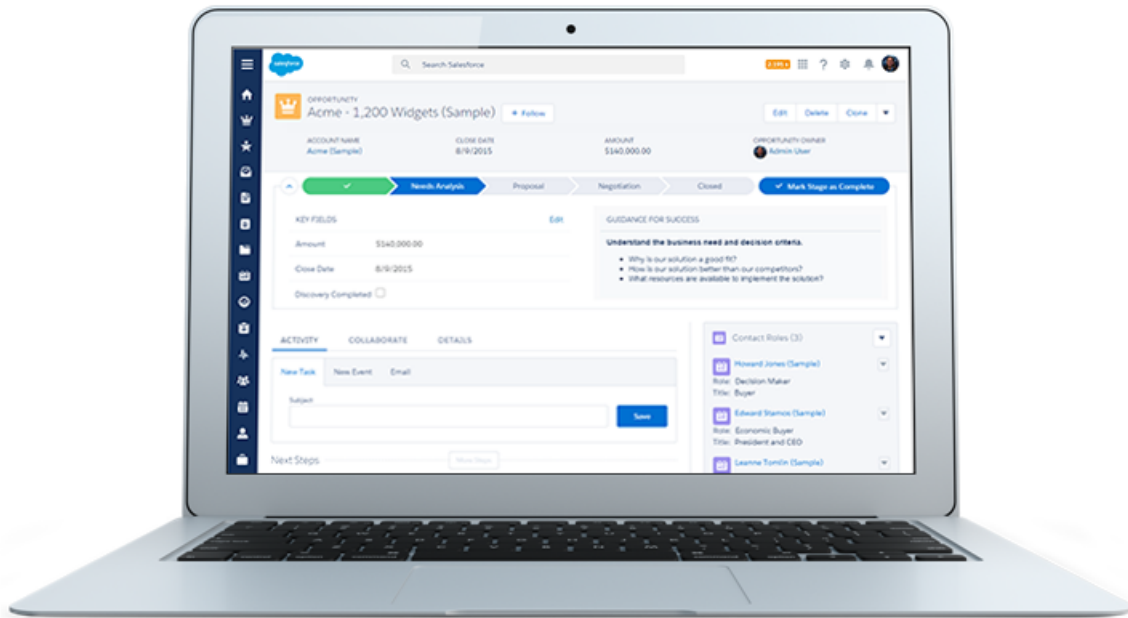 salesforce
Search Salesforce
OPPORTUNITY
Acme - 1,200 Widgets (Sample)
+ Follow
Edit
Delete
Clone
ACCOUNT NAME
CLOSE DATE
AMOUNT
OPPORTUNITY OWNER
Acme (Sample)
8/9/2015
$140,000.00
Admin User
Needs Analysis
Proposal
Negotiation
Closed
Mark Stage as Complete
KEY FIELDS
Edit
Amount
$140,000.00
Close Date
8/9/2015
Discovery Completed
GUIDANCE FOR SUCCESS
Understand the business need and decision criteria.
• Why is our solution a good fit?
• How is our solution better than our competitors?
• What resources are available to implement the solution?
ACTIVITY
COLLABORATE
DETAILS
New Task
New Event
Email
Subject
Save
Next Steps
More Steps
Contact Roles (3)
Howard Jones (Sample)
Role: Decision Maker
Title: Buyer
Edward Stamos (Sample)
Role: Economic Buyer
Title: President and CEO
Leanne Tomlin (Sample)